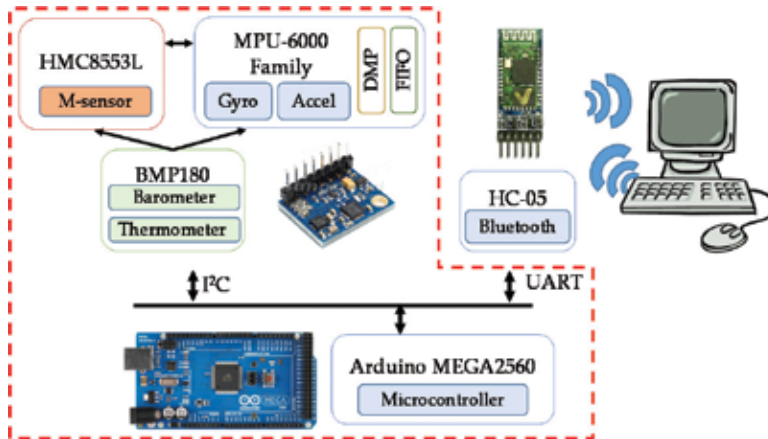 HMC8553L
M-sensor
MPU-6000
Family
Gyro
Accel
DMP
FIFO
BMP180
Barometer
Thermometer
HC-05
Bluetooth
I²C
UART
Arduino MEGA2560
Microcontroller
MEGA